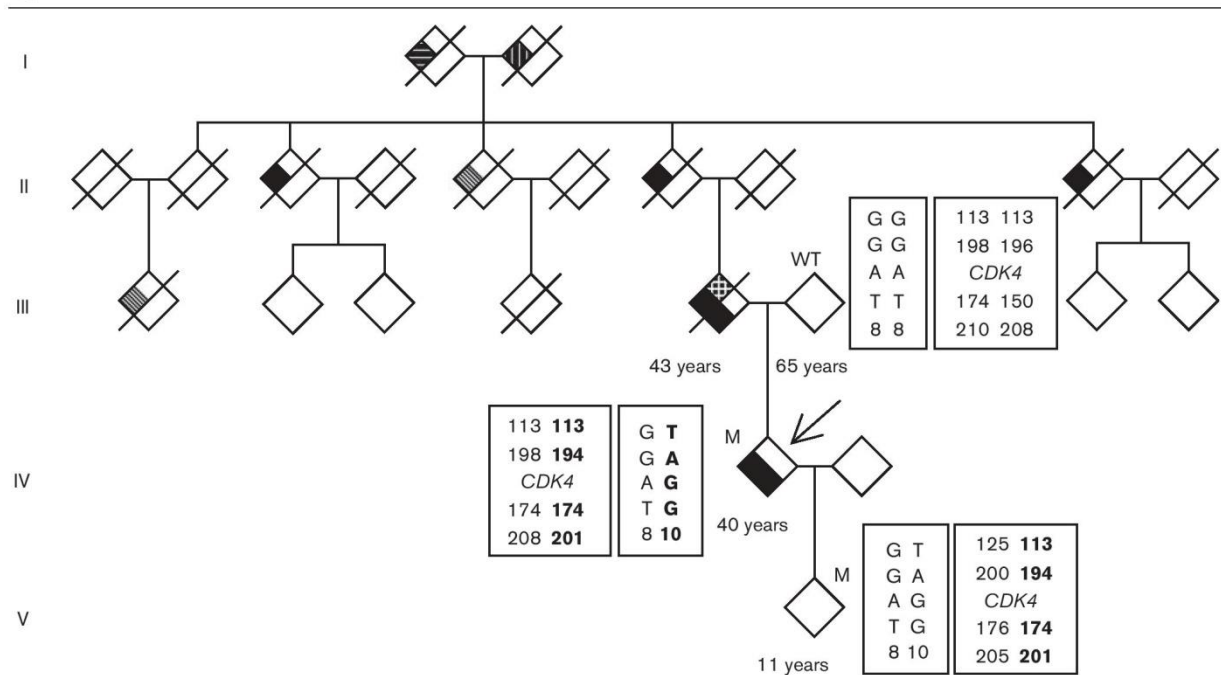 I
II
III
IV
V
WT
G G
G G
A A
T T
8 8
113 113
198 196
CDK4
174 150
210 208
43 years
65 years
113 113
198 194
CDK4
174 174
208 201
G T
G A
A G
T G
8 10
M
40 years
M
11 years
G T
G A
A G
T G
8 10
125 113
200 194
CDK4
176 174
205 201